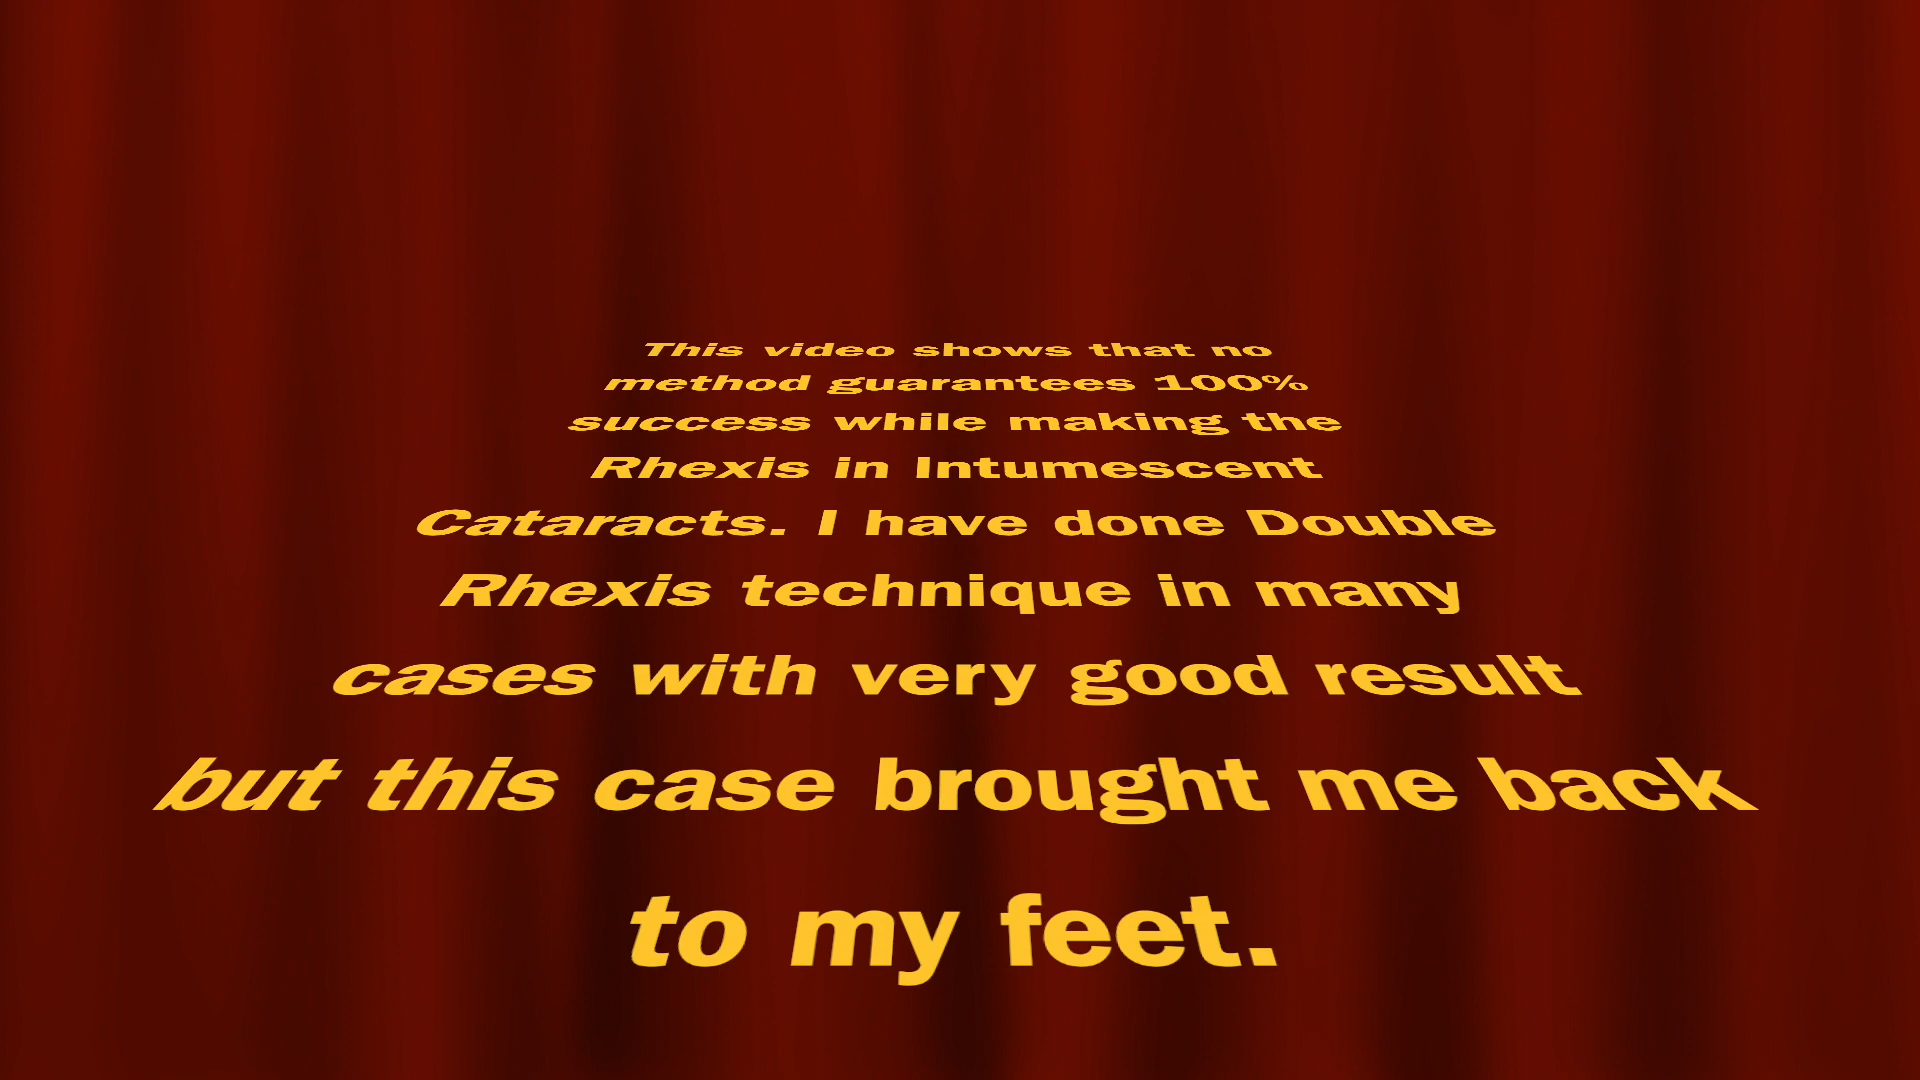 This video shows that no
method guarantees 100%
success while making the
Rhexis in Intumescent
Cataracts. I have done Double
Rhexis technique in many
cases with very good result
but this case brought me back
to my feet.